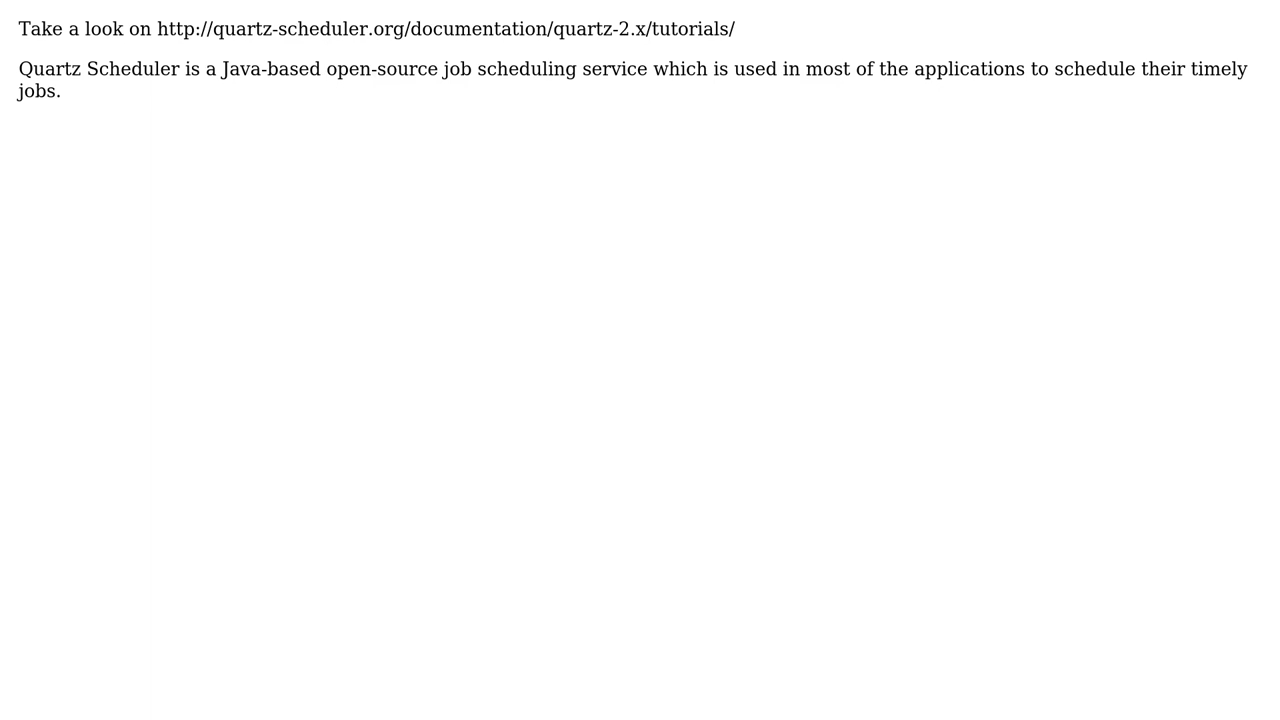 Take a look on http://quartz-scheduler.org/documentation/quartz-2.x/tutorials/
Quartz Scheduler is a Java-based open-source job scheduling service which is used in most of the applications to schedule their timely
jobs.